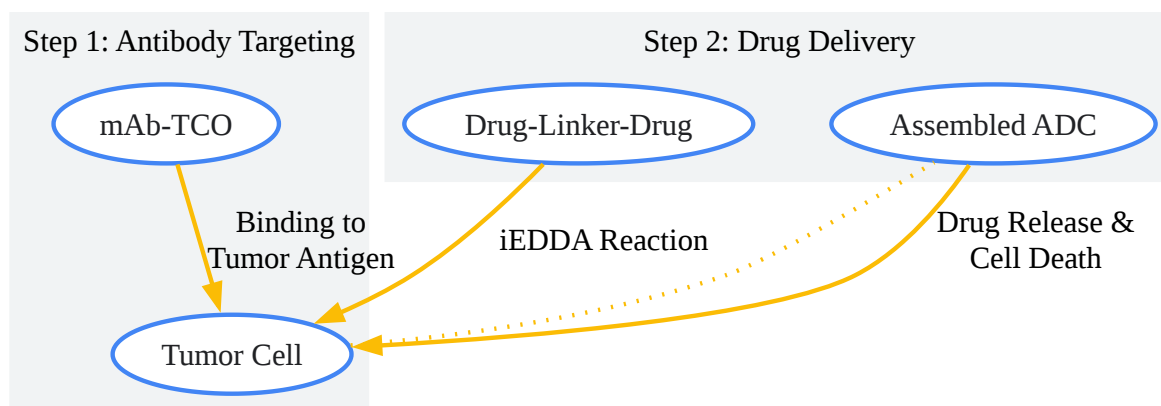 Step 1: Antibody Targeting
Step 2: Drug Delivery
mAb-TCO
Drug-Linker-Drug
Assembled ADC
Binding to
Tumor Antigen
iEDDA Reaction
Drug Release &
Cell Death
Tumor Cell